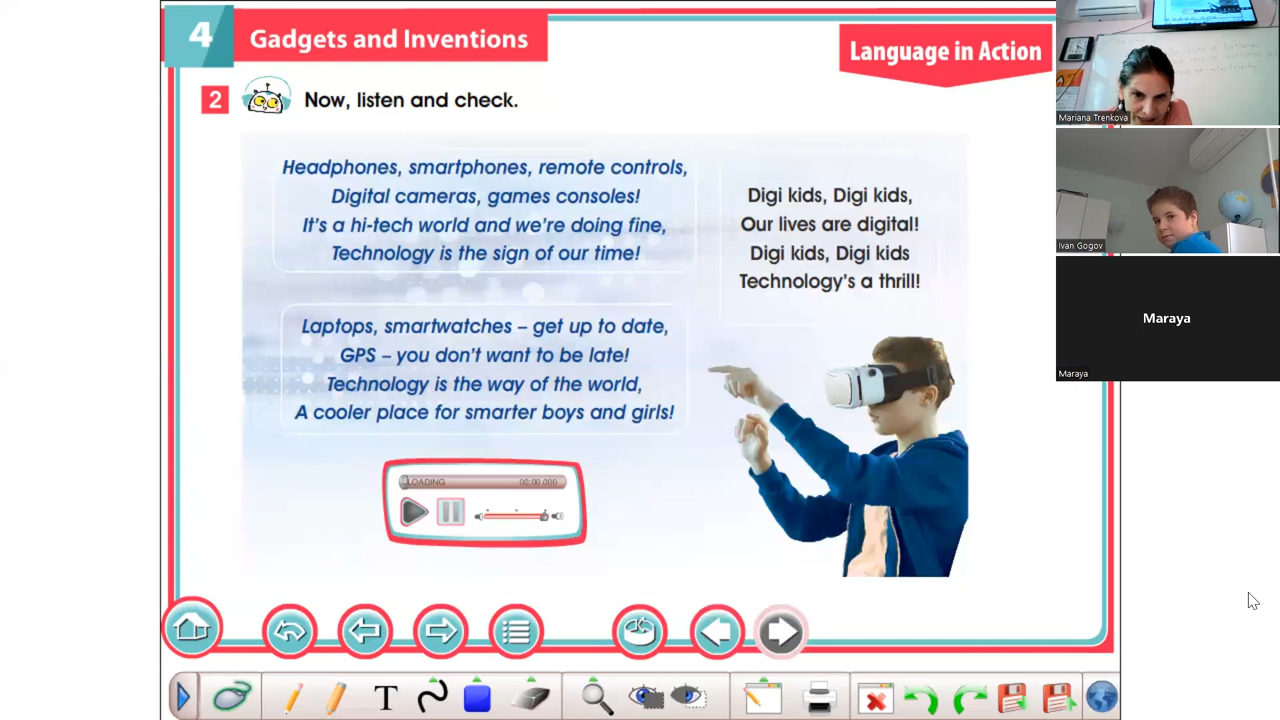 4
Gadgets and Inventions
Language in Action
2
Now, listen and check.
Headphones, smartphones, remote controls,
Digital cameras, games consoles!
It's a hi-tech world and we're doing fine,
Technology is the sign of our time!
Digi kids, Digi kids,
Our lives are digital!
Digi kids, Digi kids
Technology's a thrill!
Laptops, smartwatches – get up to date,
GPS – you don't want to be late!
Technology is the way of the world,
A cooler place for smarter boys and girls!
LOADING 00:00.000
T
Mariana Trenkova
Ivan Gogov
Maraya
Maraya